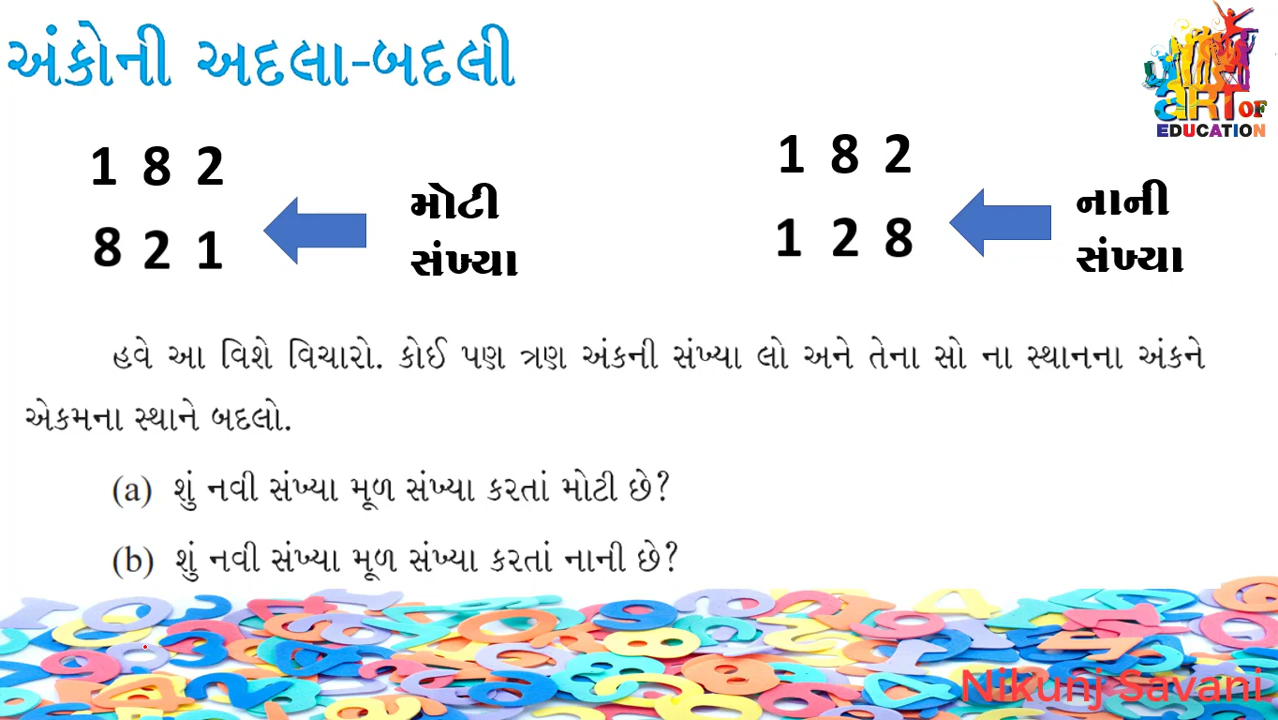 અંકોની અદલા-બદલી
ART OF
EDUCATION
1 8 2
8 2 1
મોટી
સંખ્યા
1 8 2
1 2 8
નાની
સંખ્યા
હવે આ વિશે વિચારો. કોઈ પણ ત્રણ અંકની સંખ્યા લો અને તેના સો ના સ્થાનના અંકને
એકમના સ્થાને બદલો.
(a) શું નવી સંખ્યા મૂળ સંખ્યા કરતાં મોટી છે?
(b) શું નવી સંખ્યા મૂળ સંખ્યા કરતાં નાની છે?
Nikunj Savani